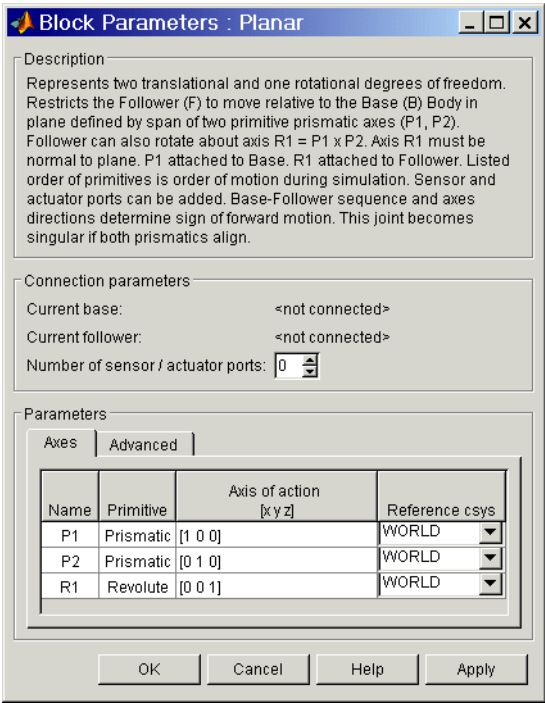 Block Parameters : Planar
Description
Represents two translational and one rotational degrees of freedom.
Restricts the Follower (F) to move relative to the Base (B) Body in
plane defined by span of two primitive prismatic axes (P1, P2).
Follower can also rotate about axis R1 = P1 x P2. Axis R1 must be
normal to plane. P1 attached to Base. R1 attached to Follower. Listed
order of primitives is order of motion during simulation. Sensor and
actuator ports can be added. Base-Follower sequence and axes
directions determine sign of forward motion. This joint becomes
singular if both prismatics align.
Connection parameters
Current base: <not connected>
Current follower: <not connected>
Number of sensor / actuator ports: 0
Parameters
Axes Advanced
Axis of action
Name Primitive [x y z] Reference csys
P1 Prismatic [1 0 0] WORLD
P2 Prismatic [0 1 0] WORLD
R1 Revolute [0 0 1] WORLD
OK Cancel Help Apply